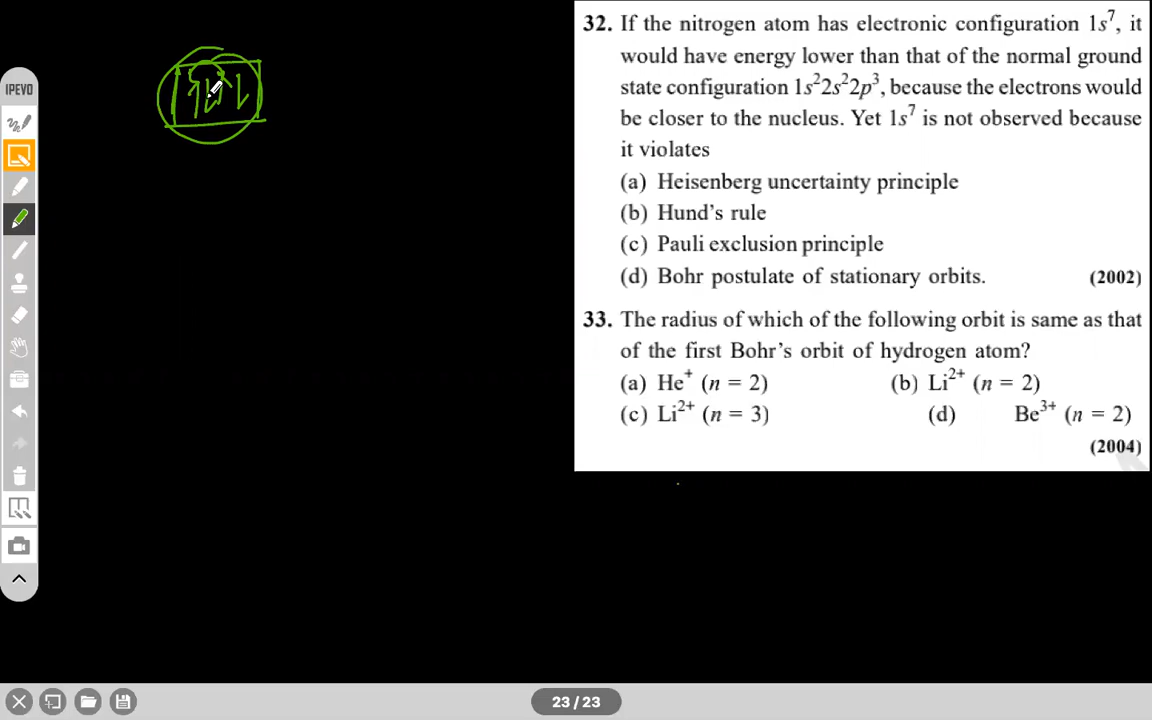 IPEVO
32. If the nitrogen atom has electronic configuration 1s⁷, it
would have energy lower than that of the normal ground
state configuration 1s²2s²2p³, because the electrons would
be closer to the nucleus. Yet 1s⁷ is not observed because
it violates
(a) Heisenberg uncertainty principle
(b) Hund's rule
(c) Pauli exclusion principle
(d) Bohr postulate of stationary orbits. (2002)
33. The radius of which of the following orbit is same as that
of the first Bohr's orbit of hydrogen atom?
(a) He⁺ (n = 2) (b) Li²⁺ (n = 2)
(c) Li²⁺ (n = 3) (d) Be³⁺ (n = 2)
(2004)
23 / 23